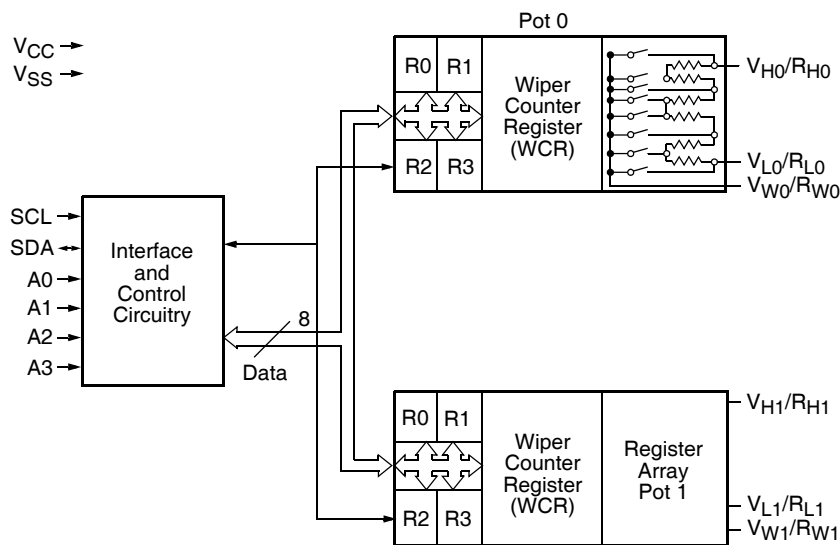 Pot 0
VCC
VSS
R0 R1
R2 R3
Wiper
Counter
Register
(WCR)
VH0/RH0
VL0/RL0
VW0/RW0
SCL
SDA
A0
A1
A2
A3
Interface
and
Control
Circuitry
8
Data
R0 R1
R2 R3
Wiper
Counter
Register
(WCR)
Register
Array
Pot 1
VH1/RH1
VL1/RL1
VW1/RW1